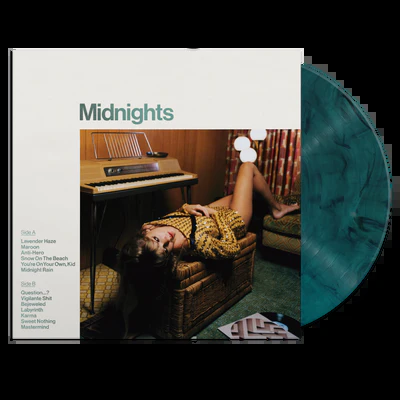 Midnights
Side A
Lavender Haze
Maroon
Anti-Hero
Snow On The Beach
You're On Your Own, Kid
Midnight Rain
Side B
Question...?
Vigilante Shit
Bejeweled
Labyrinth
Karma
Sweet Nothing
Mastermind